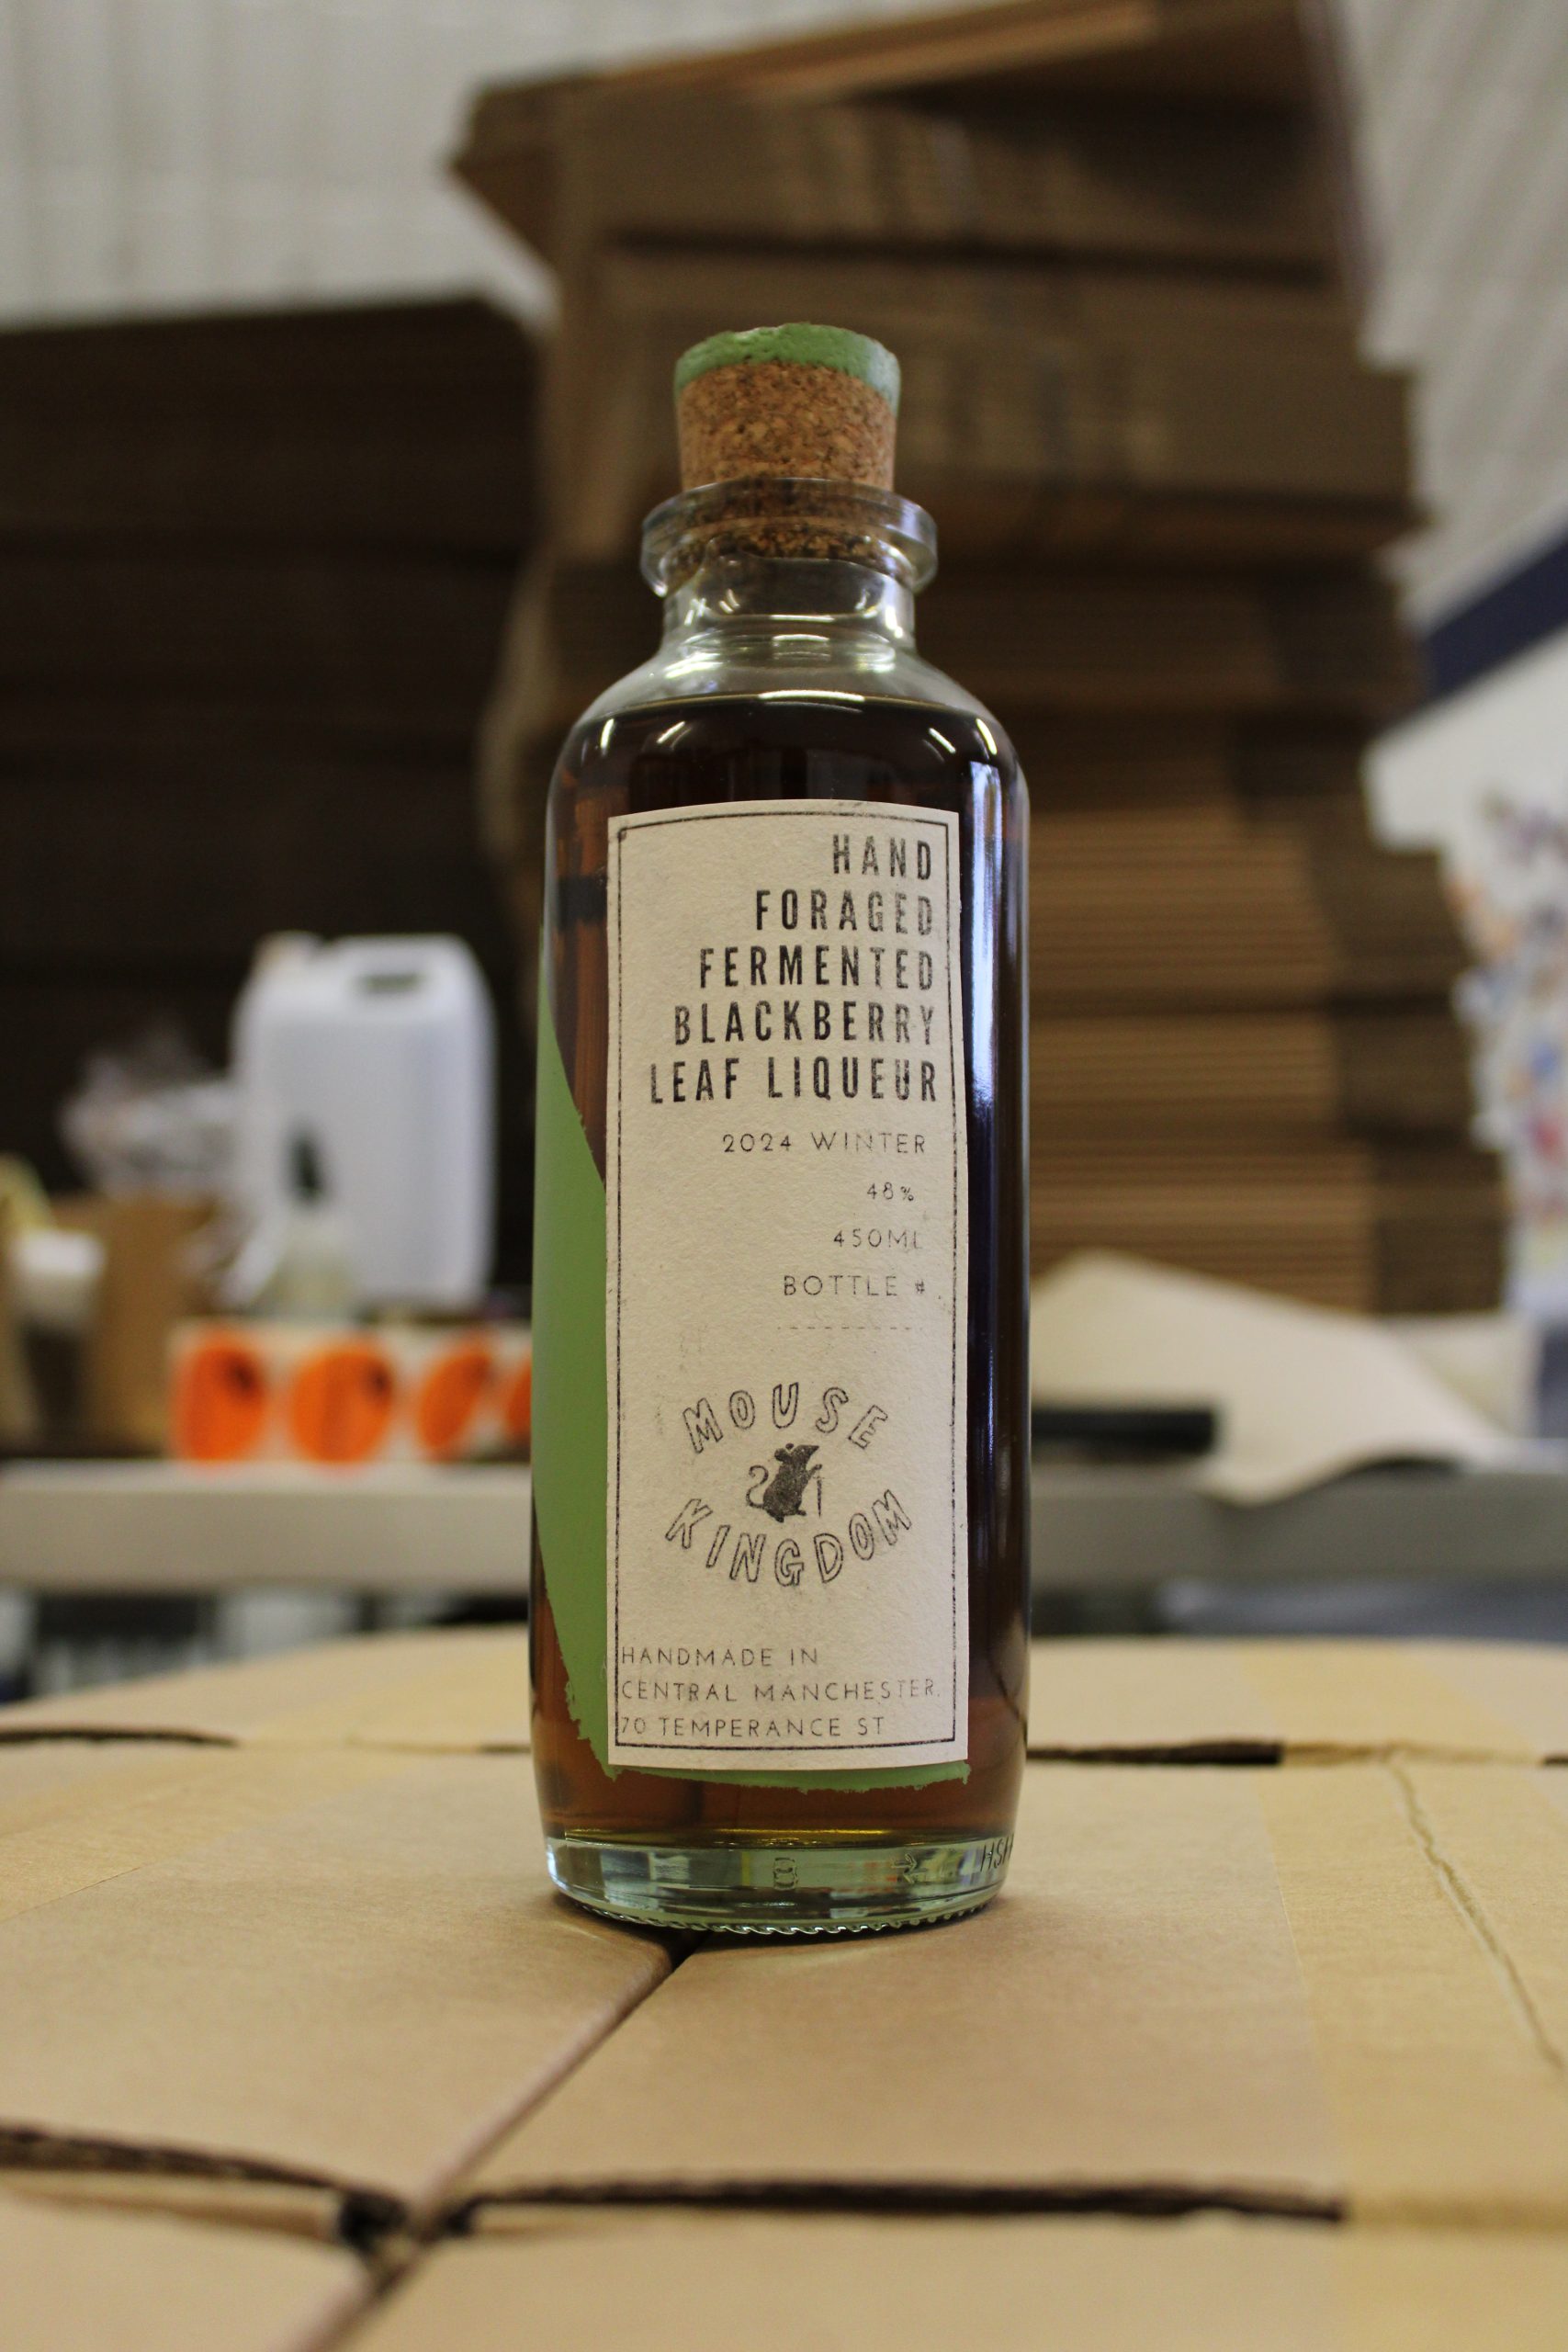 HAND
FORAGED
FERMENTED
BLACKBERRY
LEAF LIQUEUR
2024 WINTER
48%
450ML
BOTTLE #
MOUSE
KINGDOM
HANDMADE IN
CENTRAL MANCHESTER.
70 TEMPERANCE ST